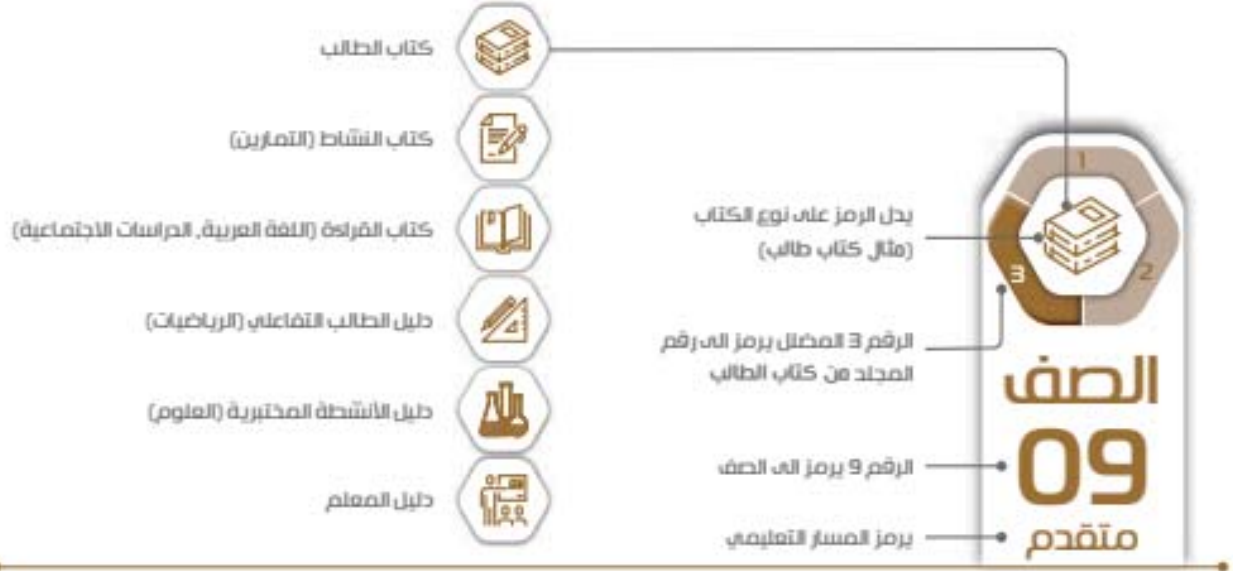 كتاب الطالب
كتاب النشاط (التمارين)
كتاب القراءة (اللغة العربية، الدراسات الاجتماعية)
دليل الطالب التفاعلي (الرياضيات)
دليل الأنشطة المختبرية (العلوم)
دليل المعلم
1
2
3
يدل الرمز على نوع الكتاب
(مثال كتاب طالب)
الرقم 3 المضلل يرمز الى رقم
المجلد من كتاب الطالب
الرقم 9 يرمز الى الصف
يرمز المسار التعليمي
الصف
09
متقدم